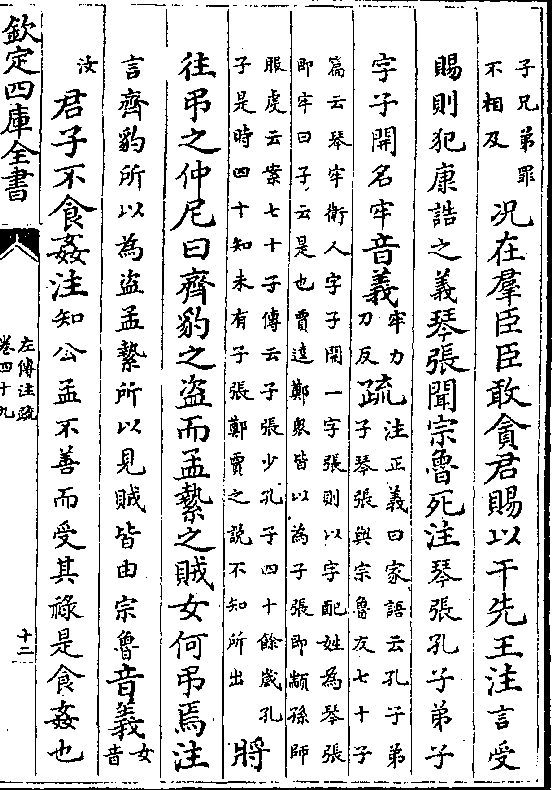 子兄弟罪
不相及
況在羣臣臣敢貪君賜以干先王注言受
賜則犯康誥之義琴張聞宗魯死注琴張孔子弟子
字子開名牢音義牢力
刀反疏注正義曰家語云孔子弟
子琴張與宗魯友七十子
篇云琴牢衛人字子開一字張則以字配姓為琴張
即牢曰子云是也賈逵鄭衆皆以為子張即顓孫師
服虔云案七十子傳云子張少孔子四十餘歲孔
子是時四十知未有子張鄭賈之說不知所出
將
往弔之仲尼曰齊豹之盜而孟縶之賊女何弔焉注
言齊豹所以為盜孟縶所以見賊皆由宗魯音義女
音
汝
君子不食姦注知公孟不善而受其祿是食姦也
欽定四庫全書
左傳注疏
卷四十九
十二